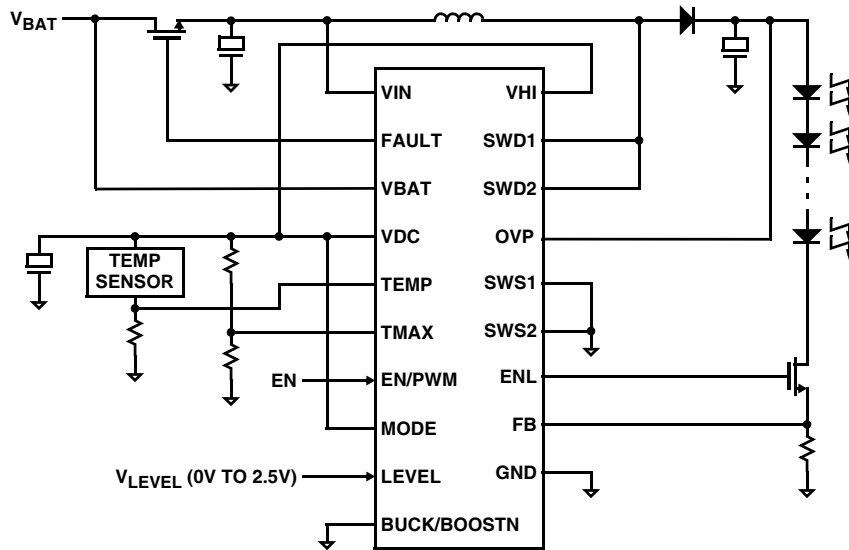 VBAT
VIN
VHI
FAULT
SWD1
VBAT
SWD2
VDC
OVP
TEMP
SENSOR
TEMP
SWS1
TMAX
SWS2
EN
EN/PWM
ENL
MODE
FB
VLEVEL (0V TO 2.5V)
LEVEL
GND
BUCK/BOOSTN